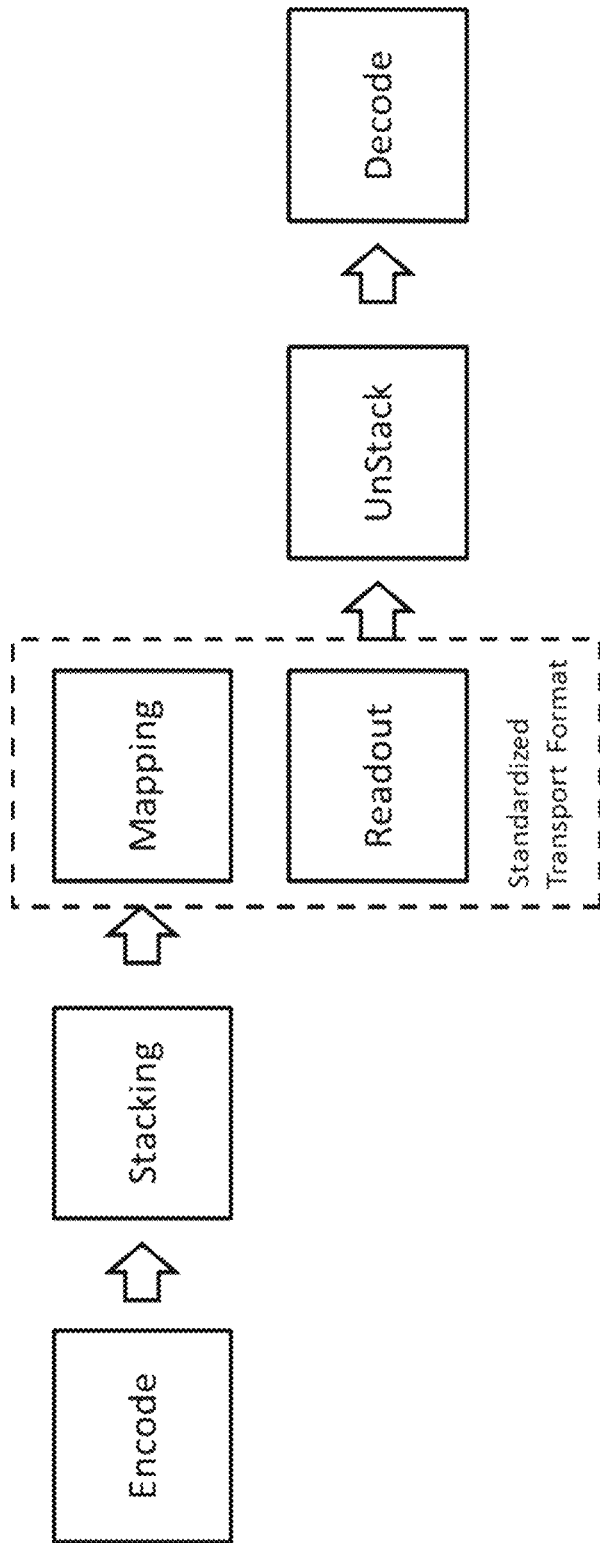 Encode
Stacking
Mapping
Readout
Standardized
Transport Format
UnStack
Decode